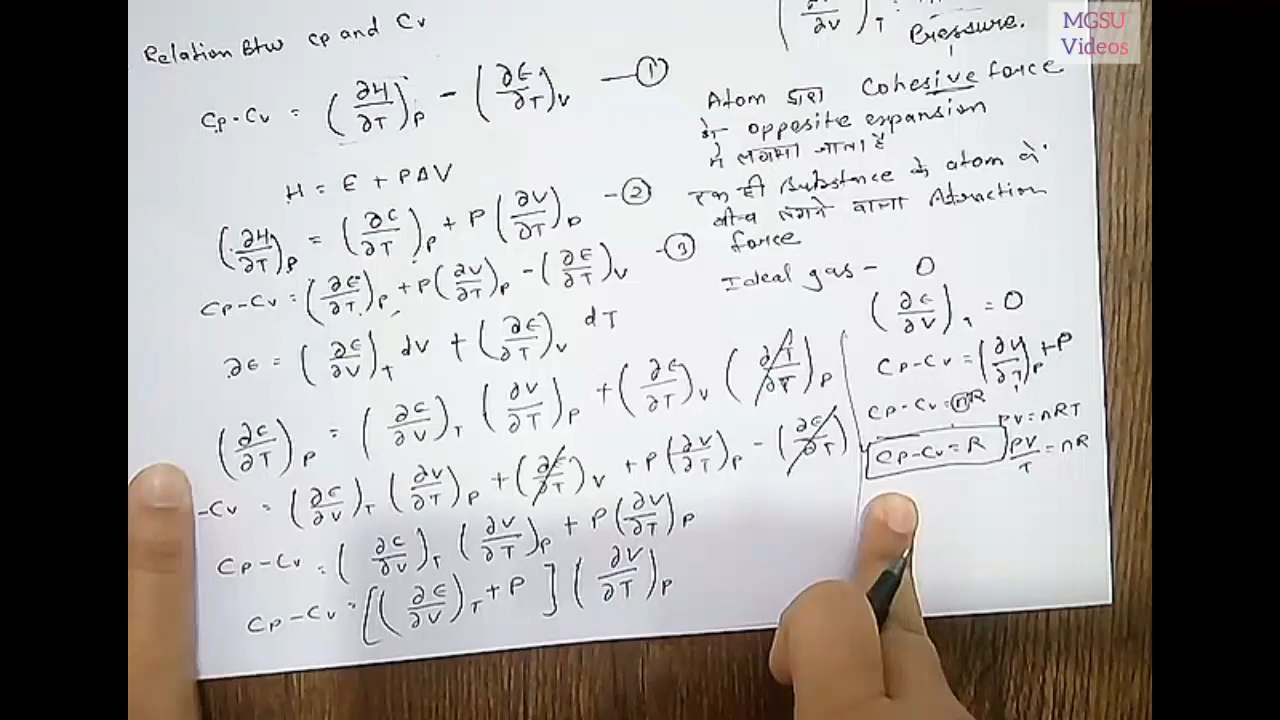 Relation Btw Cp and Cv
Cp-Cv = (∂H/∂T)P - (∂E/∂T)V — ①
H = E + PΔV
(∂H/∂T)P = (∂E/∂T)P + P(∂V/∂T)P - ②
Cp-Cv = (∂E/∂T)P + P(∂V/∂T)P - (∂E/∂T)V - ③
∂E = (∂E/∂V)T dV + (∂E/∂T)V dT
(∂E/∂T)P = (∂E/∂V)T (∂V/∂T)P + (∂E/∂T)V (∂T/∂T)P
-Cv = (∂E/∂V)T (∂V/∂T)P + (∂E/∂T)V + P(∂V/∂T)P - (∂E/∂T)
Cp-Cv = (∂E/∂V)T (∂V/∂T)P + P(∂V/∂T)P
Cp-Cv = [(∂E/∂V)T + P] (∂V/∂T)P
∂V)T
Pressure.
MGSU
Videos
Atom द्वारा Cohesive force
opposite expansion
में लगाया जाता है
एक ही Substance के atom के
बीच लगने वाला Attraction
force
Ideal gas - 0
(∂E/∂V)T = 0
Cp-Cv = (∂V/∂T)P + P
Cp-Cv = nR
PV = nRT
Cp-Cv = R
PV/T = nR